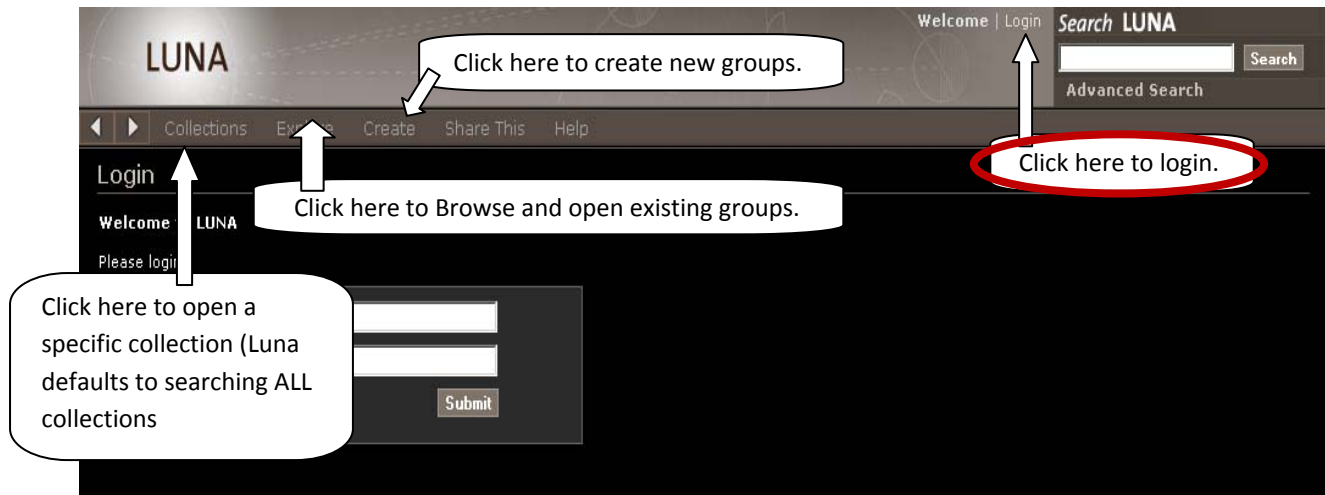 Welcome | Login
Search LUNA
LUNA
Click here to create new groups.
Search
Advanced Search
Collections Create Share This Help
Click here to login.
Login
Click here to Browse and open existing groups.
Welcome LUNA
Please login
Click here to open a
specific collection (Luna
defaults to searching ALL
collections
Submit